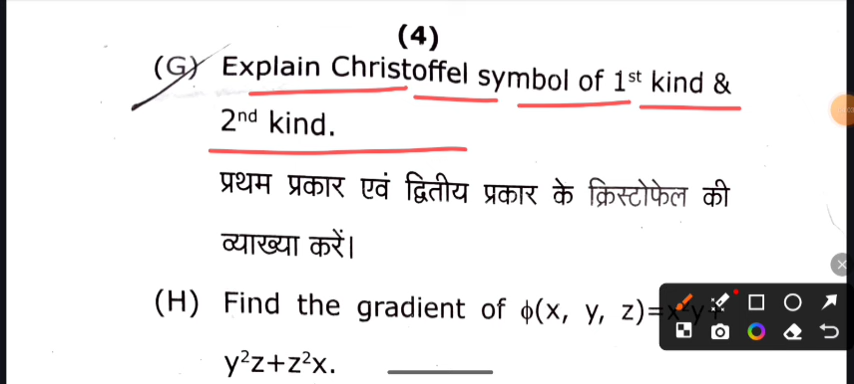 (4)
(G) Explain Christoffel symbol of 1st kind &
2nd kind.
प्रथम प्रकार एवं द्वितीय प्रकार के क्रिस्टोफेल की
व्याख्या करें।
(H) Find the gradient of ϕ(x, y, z)=x²y+
y²z+z²x.